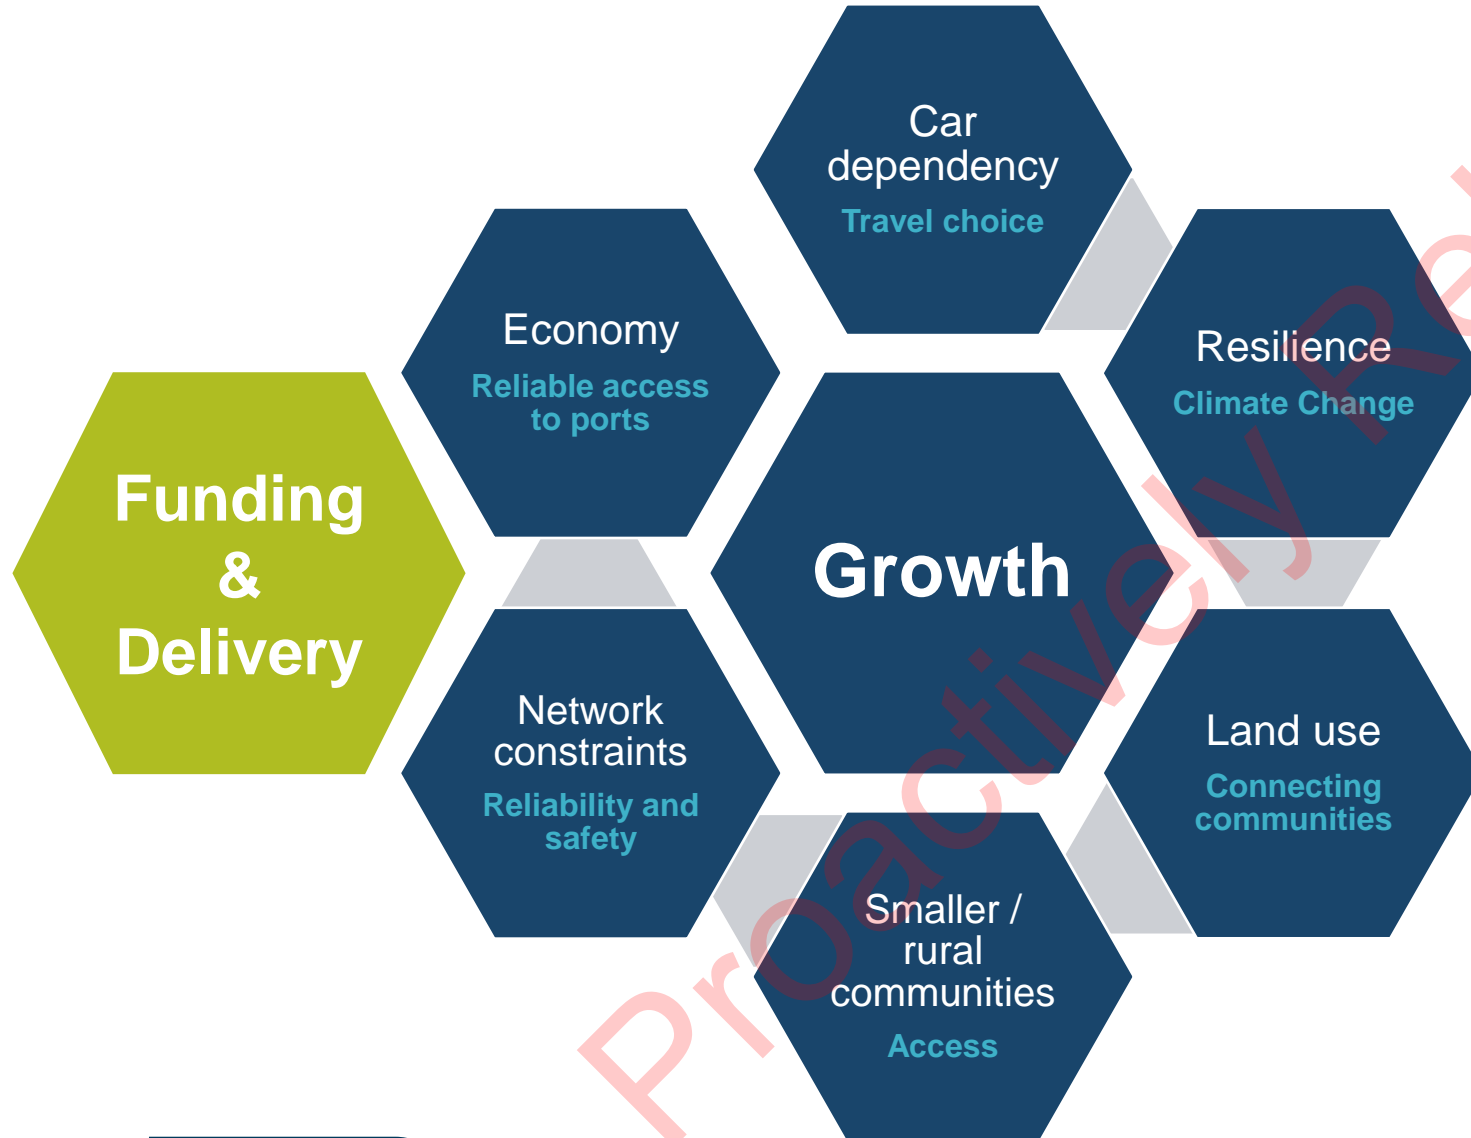 Car
dependency
Travel choice
Economy
Reliable access
to ports
Resilience
Climate Change
Funding
&
Delivery
Growth
Network
constraints
Reliability and
safety
Land use
Connecting
communities
Smaller /
rural
communities
Access
Proactively